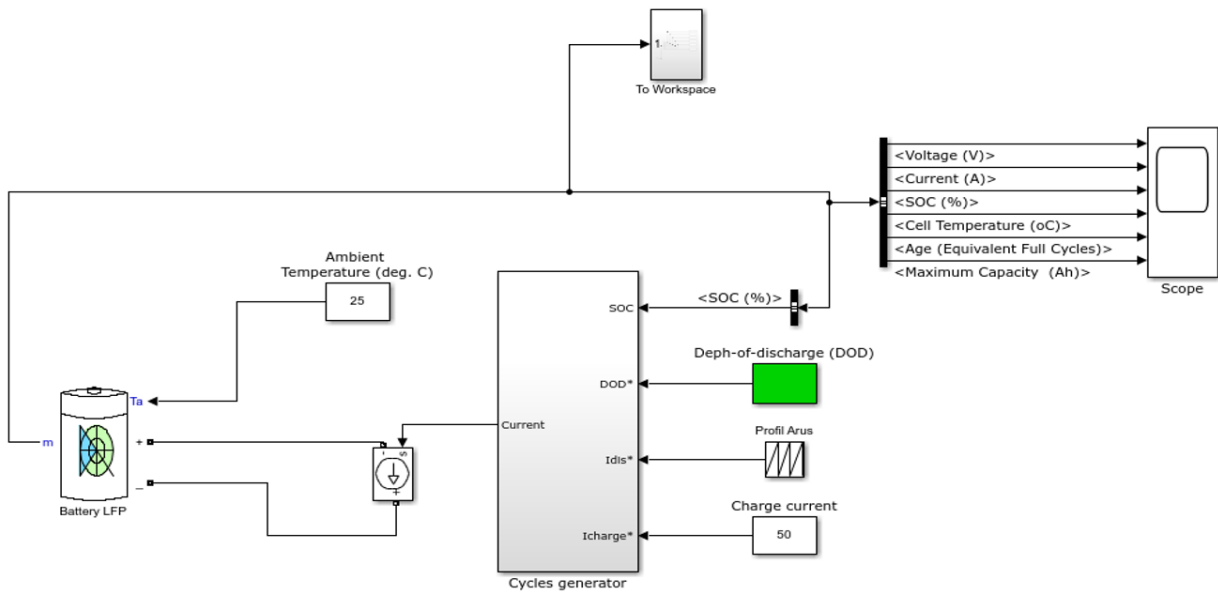 1
To Workspace
<Voltage (V)>
<Current (A)>
<SOC (%)>
<Cell Temperature (oC)>
<Age (Equivalent Full Cycles)>
<Maximum Capacity (Ah)>
Scope
Ambient
Temperature (deg. C)
25
SOC
<SOC (%)>
Deph-of-discharge (DOD)
DOD*
Ta
m
+
_
Battery LFP
-
s
+
Current
Profil Arus
Idis*
Charge current
50
Icharge*
Cycles generator